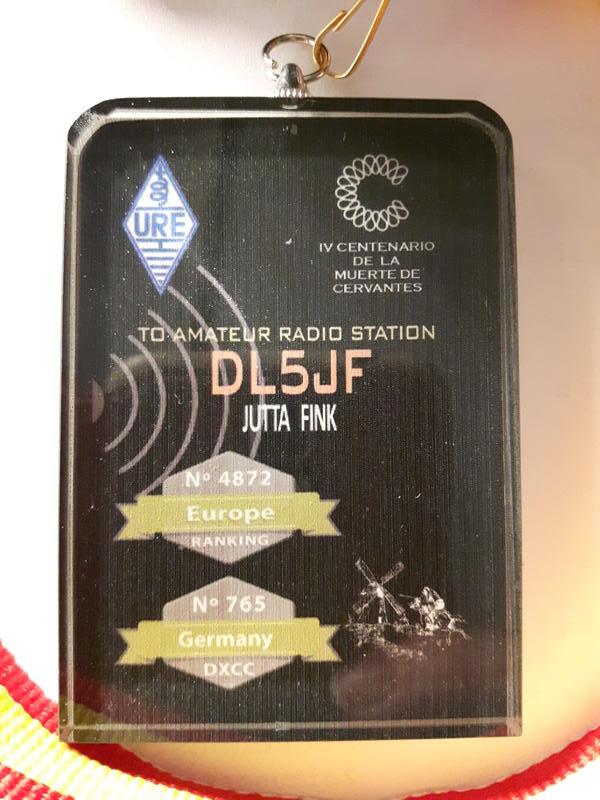 URE
IV CENTENARIO
DE LA
MUERTE DE
CERVANTES
TO AMATEUR RADIO STATION
DL5JF
JUTTA FINK
Nº 4872
Europe
RANKING
Nº 765
Germany
DXCC